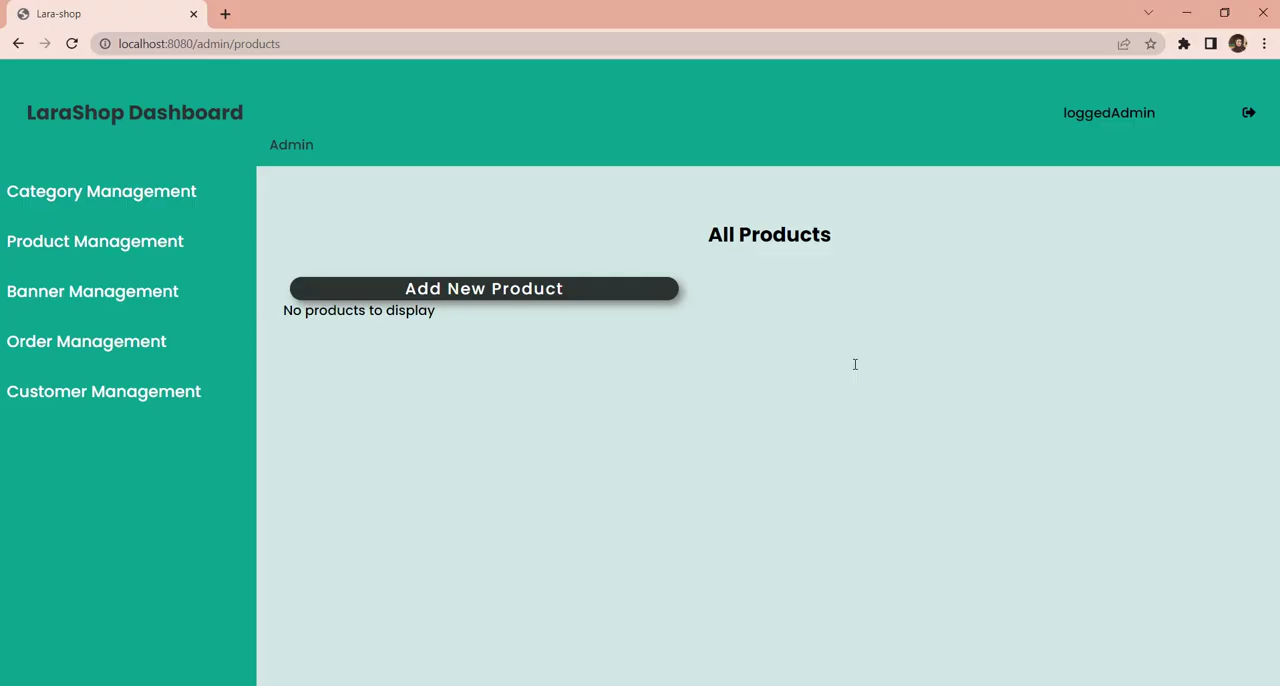 Lara-shop
localhost:8080/admin/products
LaraShop Dashboard
loggedAdmin
Admin
Category Management
Product Management
Banner Management
Order Management
Customer Management
All Products
Add New Product
No products to display